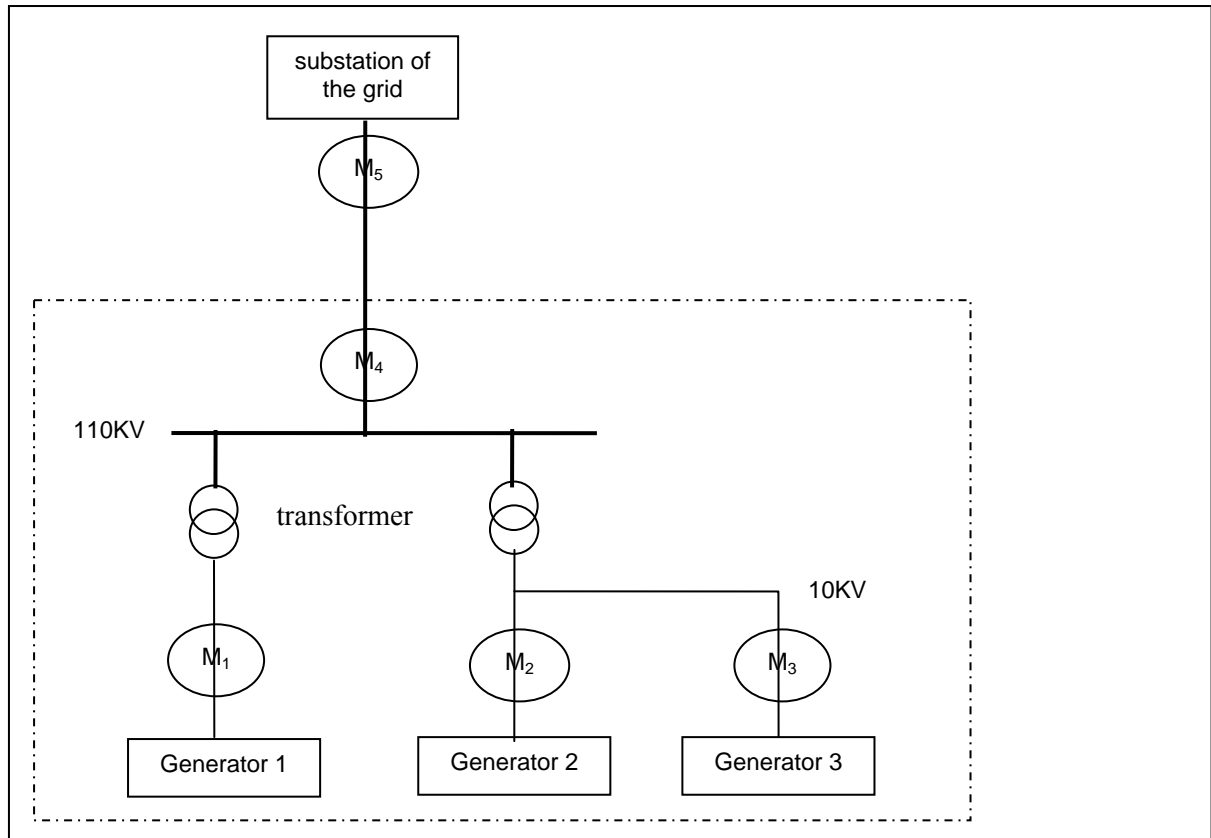 substation of
the grid
M₅
M₄
110KV
transformer
10KV
M₁
M₂
M₃
Generator 1
Generator 2
Generator 3